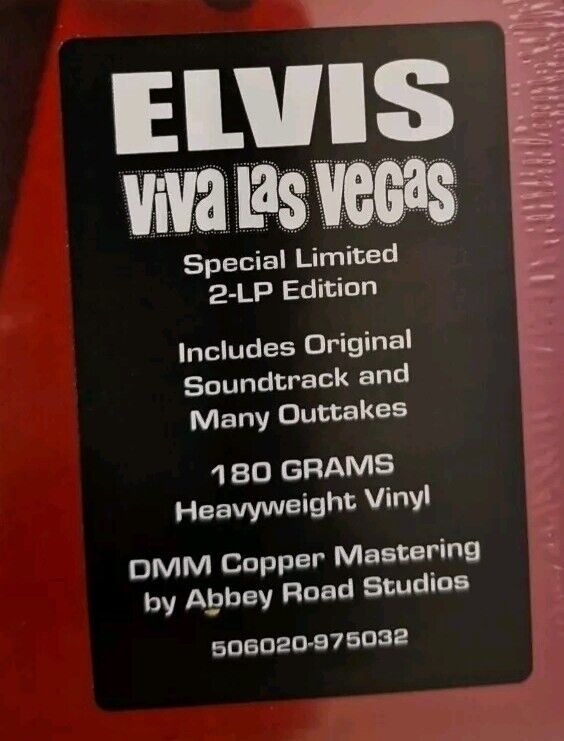 ELVIS
Viva Las Vegas
Special Limited
2-LP Edition
Includes Original
Soundtrack and
Many Outtakes
180 GRAMS
Heavyweight Vinyl
DMM Copper Mastering
by Abbey Road Studios
506020-975032